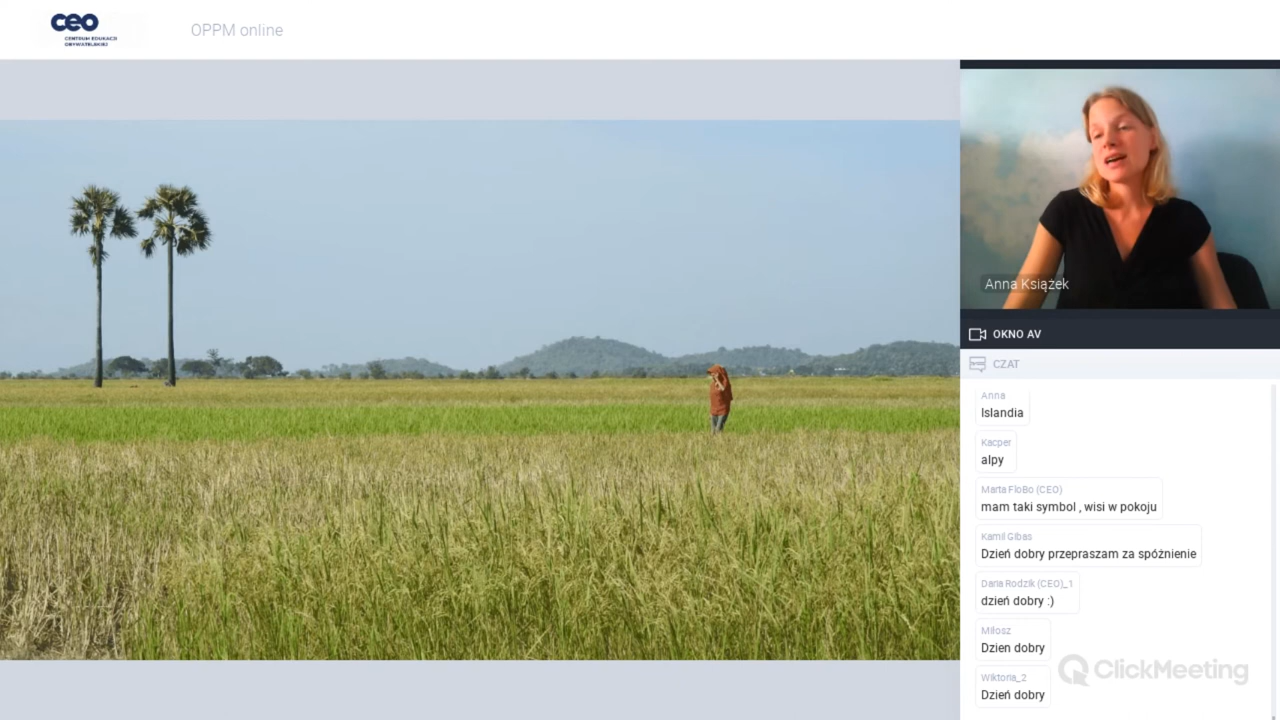 ceo
CENTRUM EDUKACJI
OBYWATELSKIEJ
OPPM online
Anna Książek
OKNO AV
CZAT
Anna
Islandia
Kacper
alpy
Marta FloBo (CEO)
mam taki symbol , wisi w pokoju
Kamil Gibas
Dzień dobry przepraszam za spóżnienie
Daria Rodzik (CEO)_1
dzień dobry :)
Miłosz
Dzien dobry
Wiktoria_2
Dzień dobry
ClickMeeting